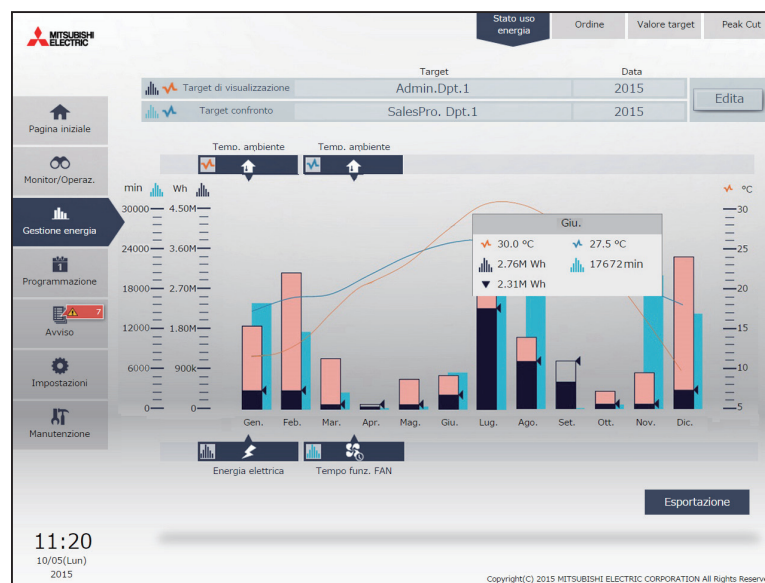 MITSUBISHI
ELECTRIC
Stato uso
energia
Ordine
Valore target
Peak Cut
Target
Data
Target di visualizzazione
Admin.Dpt.1
2015
Target confronto
SalesPro. Dpt.1
2015
Edita
Pagina iniziale
Monitor/Operaz.
Gestione energia
Programmazione
7
Avviso
Impostazioni
Manutenzione
Temp. ambiente
Temp. ambiente
min
Wh
°C
30000
4.50M
30
24000
3.60M
25
18000
2.70M
20
12000
1.80M
15
6000
900k
10
0
0
5
Giu.
30.0 °C
27.5 °C
2.76M Wh
17672min
2.31M Wh
Gen.
Feb.
Mar.
Apr.
Mag.
Giu.
Lug.
Ago.
Set.
Ott.
Nov.
Dic.
Energia elettrica
Tempo funz. FAN
Esportazione
11:20
10/05(Lun)
2015
Copyright(C) 2015 MITSUBISHI ELECTRIC CORPORATION All Rights Reserve